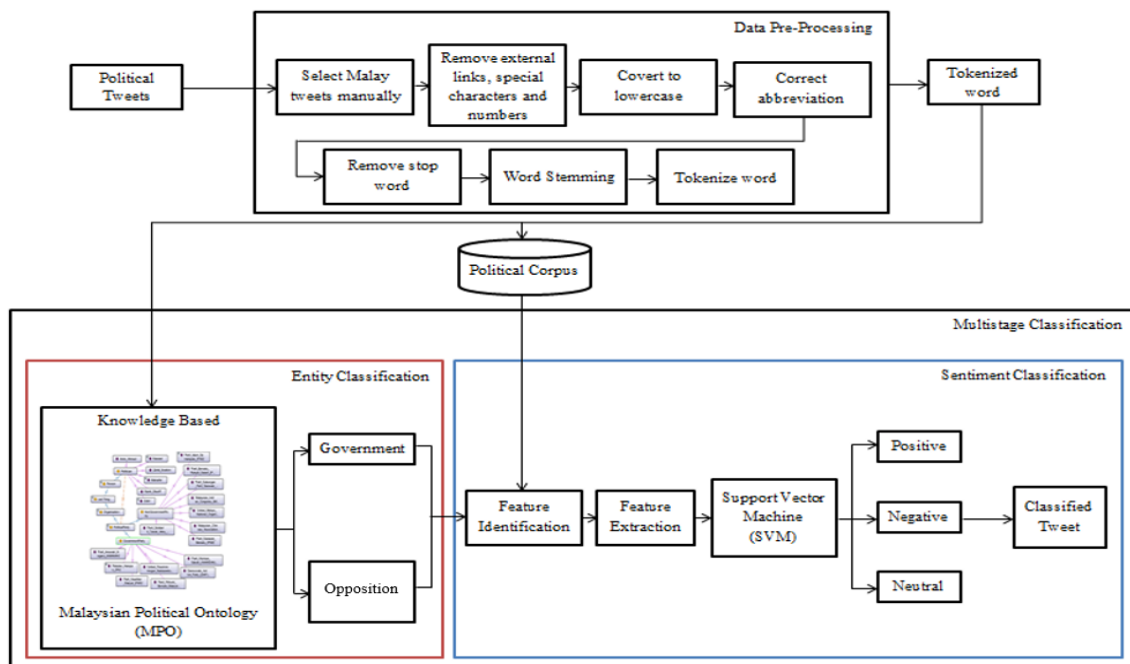 Data Pre-Processing
Political
Tweets
Select Malay
tweets manually
Remove external
links, special
characters and
numbers
Covert to
lowercase
Correct
abbreviation
Tokenized
word
Remove stop
word
Word Stemming
Tokenize word
Political Corpus
Multistage Classification
Entity Classification
Knowledge Based
Malaysian Political Ontology
(MPO)
Government
Opposition
Sentiment Classification
Feature
Identification
Feature
Extraction
Support Vector
Machine
(SVM)
Positive
Negative
Neutral
Classified
Tweet